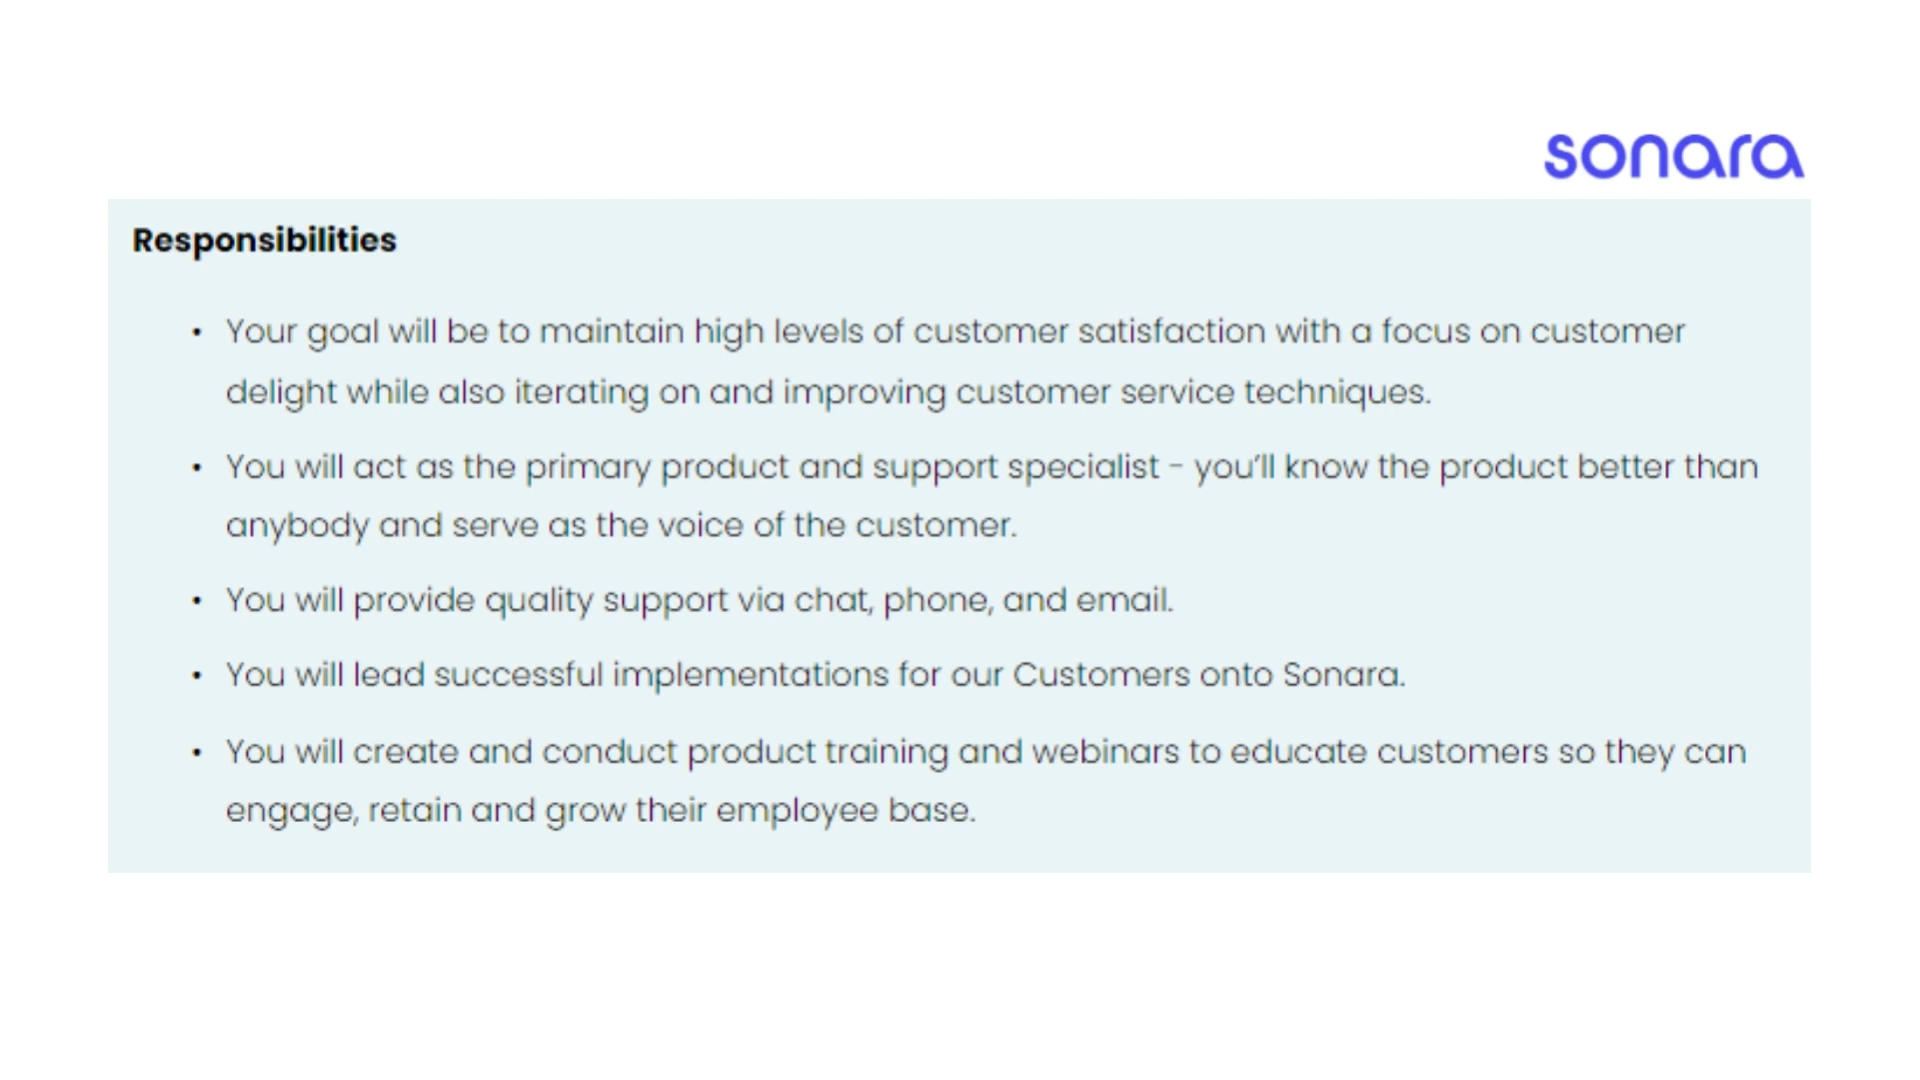 sonara
Responsibilities
• Your goal will be to maintain high levels of customer satisfaction with a focus on customer
delight while also iterating on and improving customer service techniques.
• You will act as the primary product and support specialist - you'll know the product better than
anybody and serve as the voice of the customer.
• You will provide quality support via chat, phone, and email.
• You will lead successful implementations for our Customers onto Sonara.
• You will create and conduct product training and webinars to educate customers so they can
engage, retain and grow their employee base.